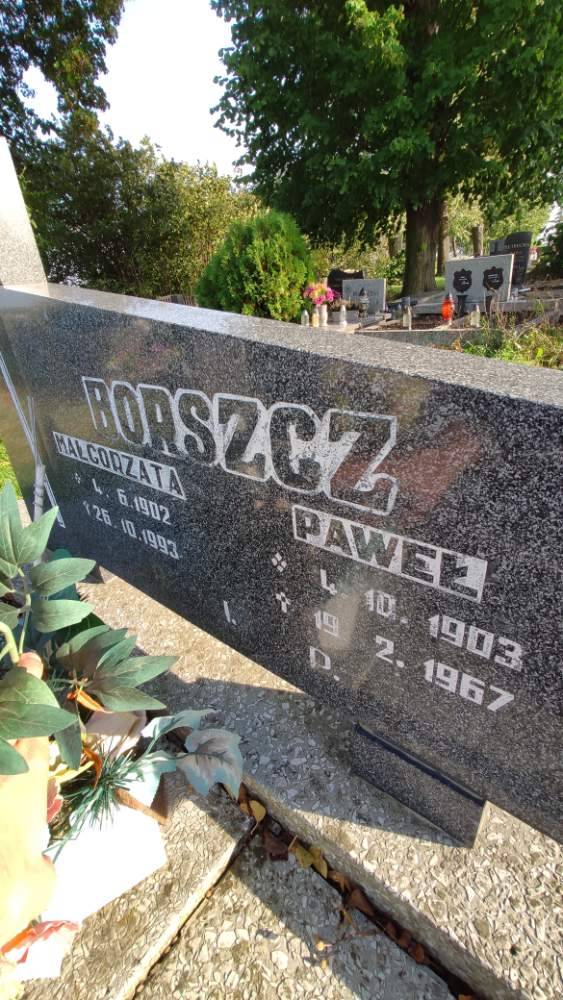 BORSZCZ
MAŁGORZATA
* 4. 6.1902
† 26.10.1993
PAWEŁ
* 4. 10. 1903
† 19 2. 1967
I. D.